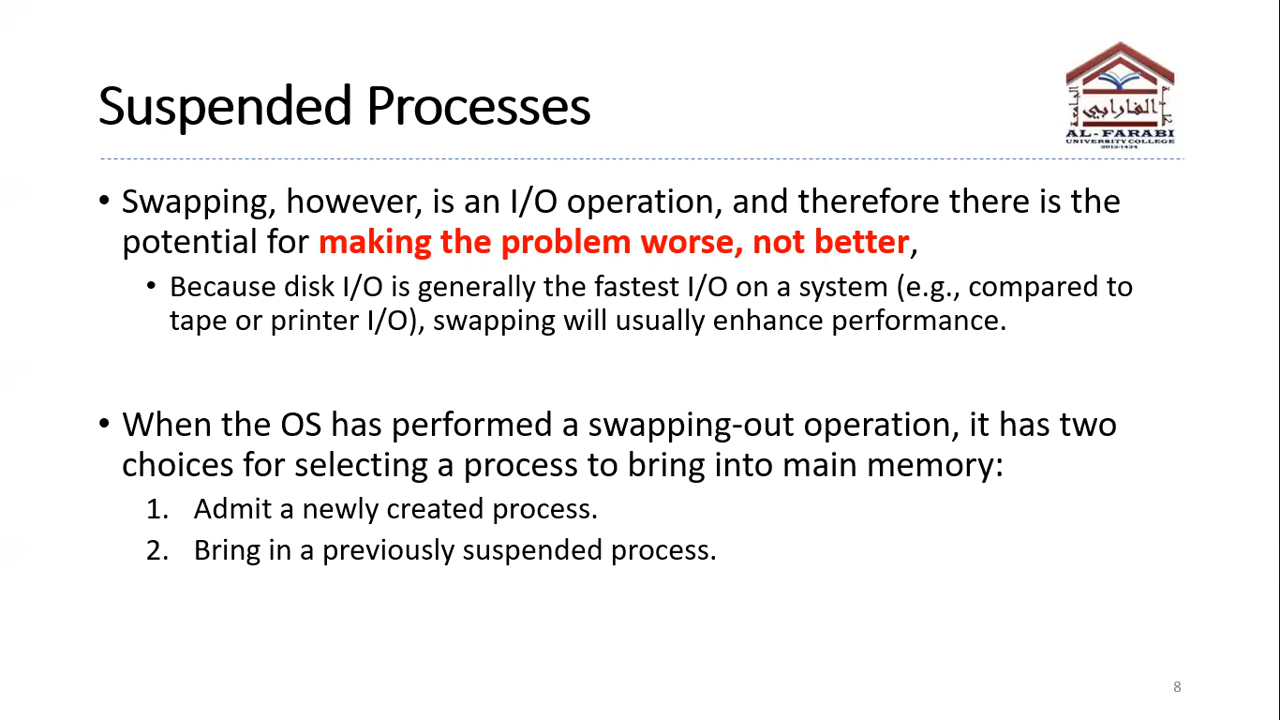 Suspended Processes
الفارابي
AL-FARABI
UNIVERSITY COLLEGE
2012-1434
• Swapping, however, is an I/O operation, and therefore there is the
potential for making the problem worse, not better,
• Because disk I/O is generally the fastest I/O on a system (e.g., compared to
tape or printer I/O), swapping will usually enhance performance.
• When the OS has performed a swapping-out operation, it has two
choices for selecting a process to bring into main memory:
1. Admit a newly created process.
2. Bring in a previously suspended process.
8